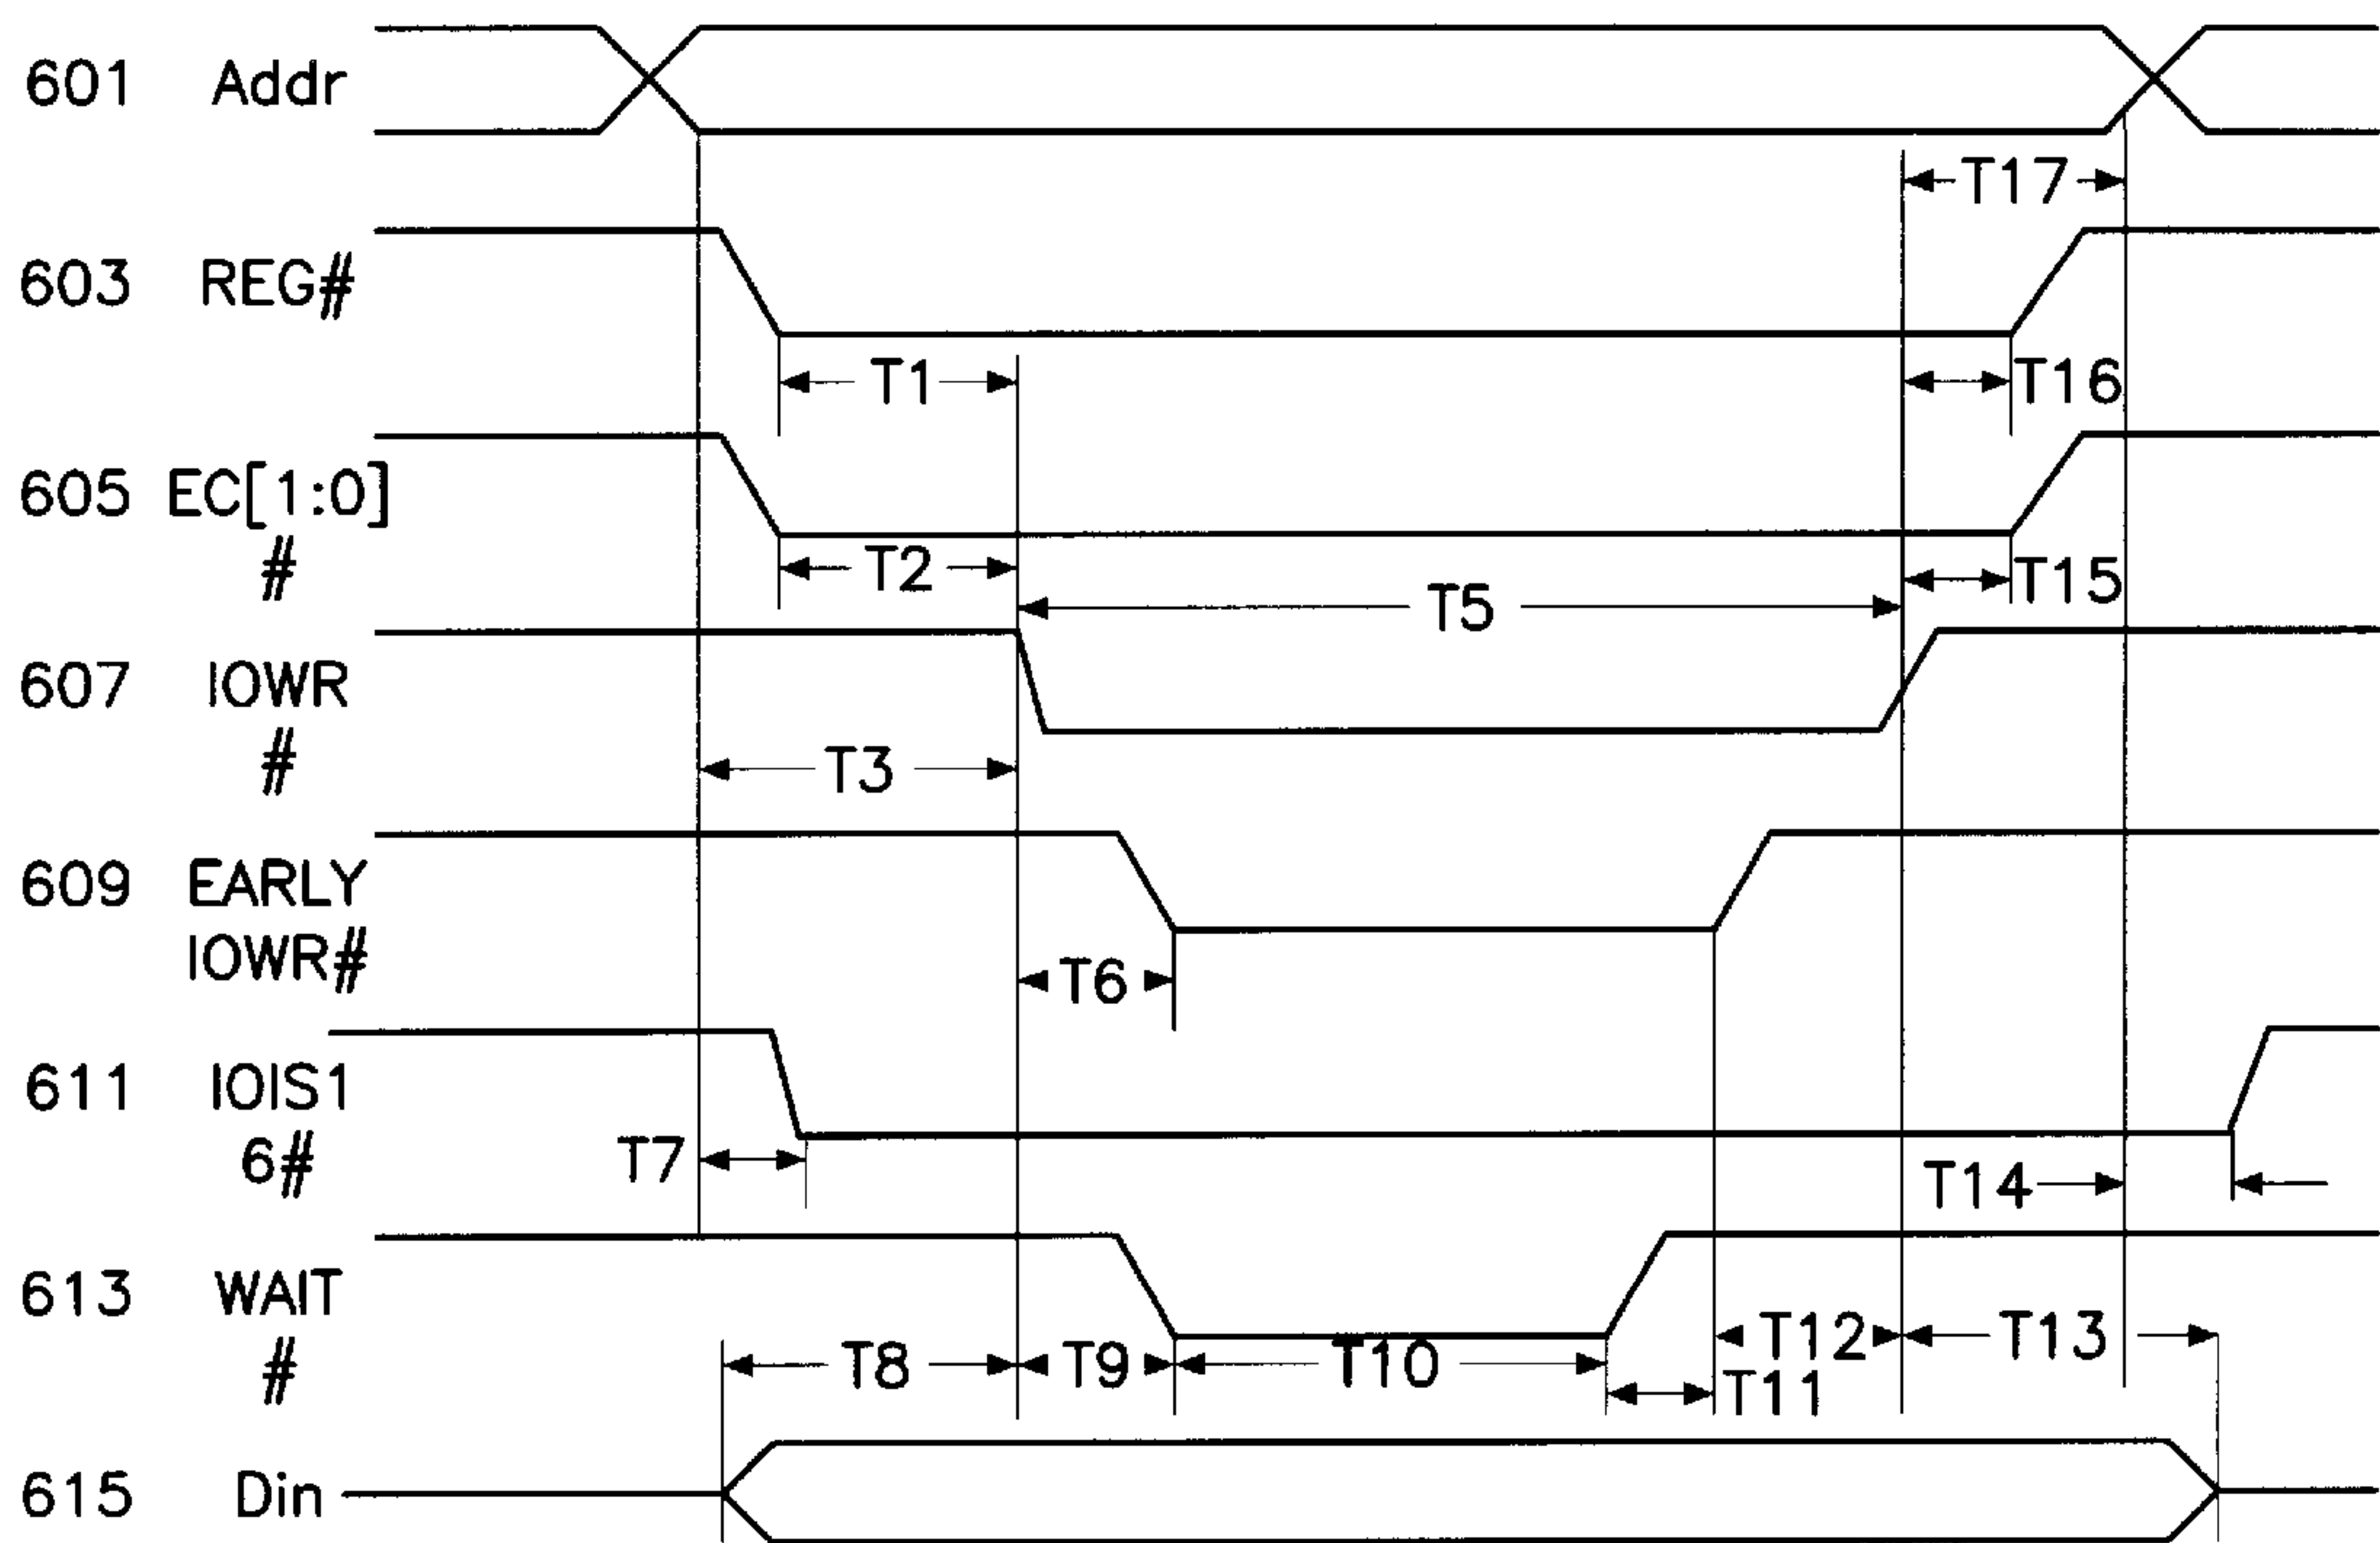 601 Addr
T17
603 REG#
T1
T16
605 EC[1:0]
#
T2
T15
T5
607 IOWR
#
T3
609 EARLY
IOWR#
T6
611 IOIS1
6#
T7
T14
613 WAIT
#
T8
T9
T10
T12
T13
T11
615 Din